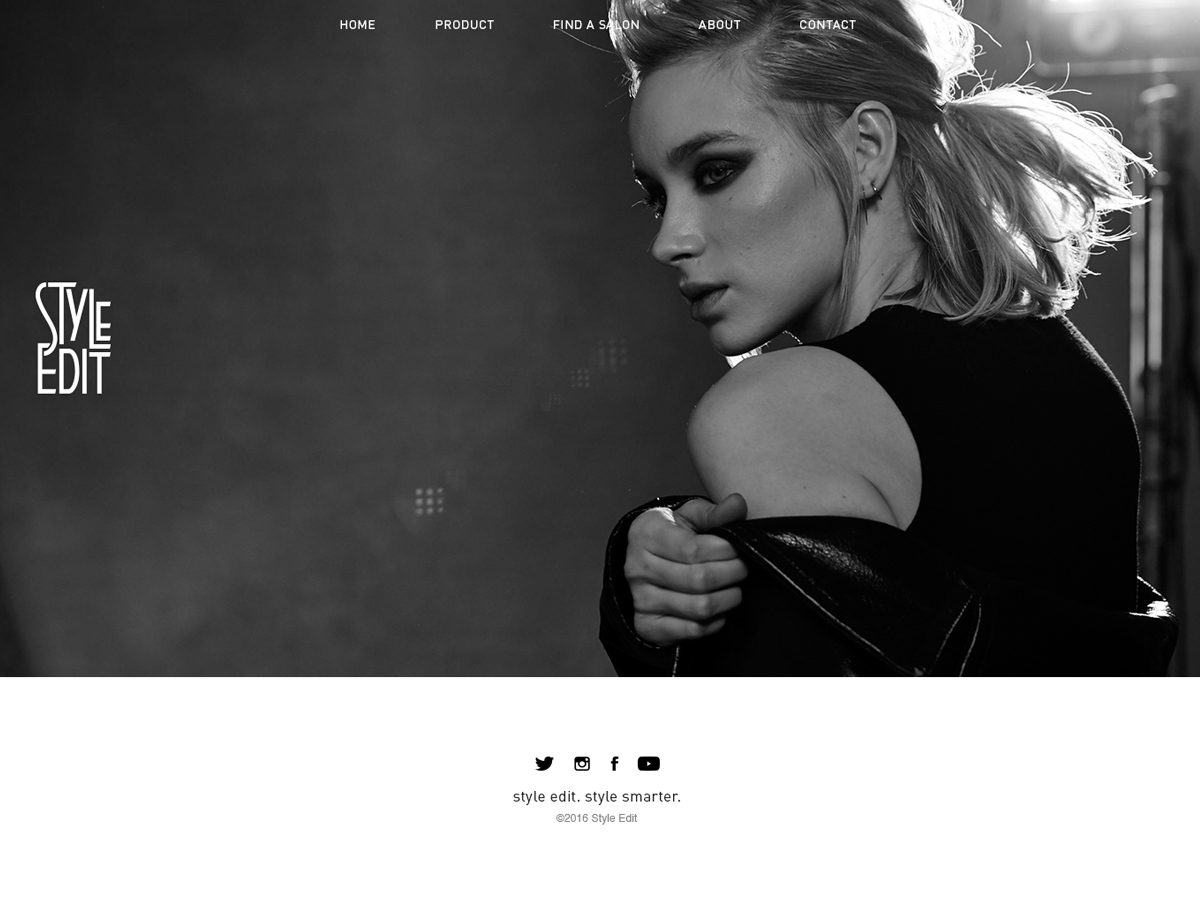 HOME PRODUCT FIND A SALON ABOUT CONTACT
STYLE
EDIT
style edit. style smarter.
©2016 Style Edit